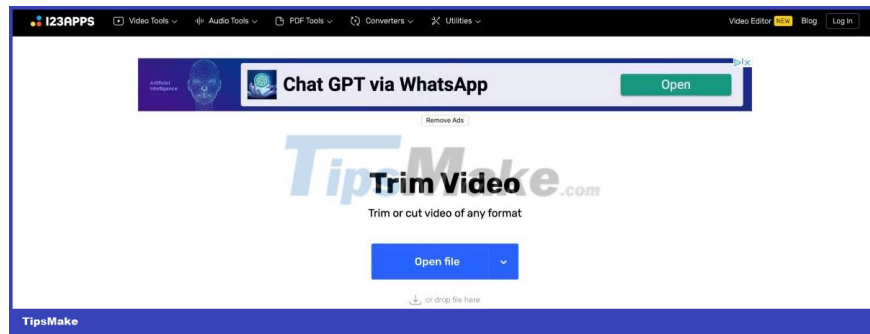 123APPS Video Tools Audio Tools PDF Tools Converters Utilities Video Editor NEW Blog Log In
Artificial
Intelligence
Chat GPT via WhatsApp
Open
Remove Ads
TipsMake.com
Trim Video
Trim or cut video of any format
Open file
or drop file here
TipsMake